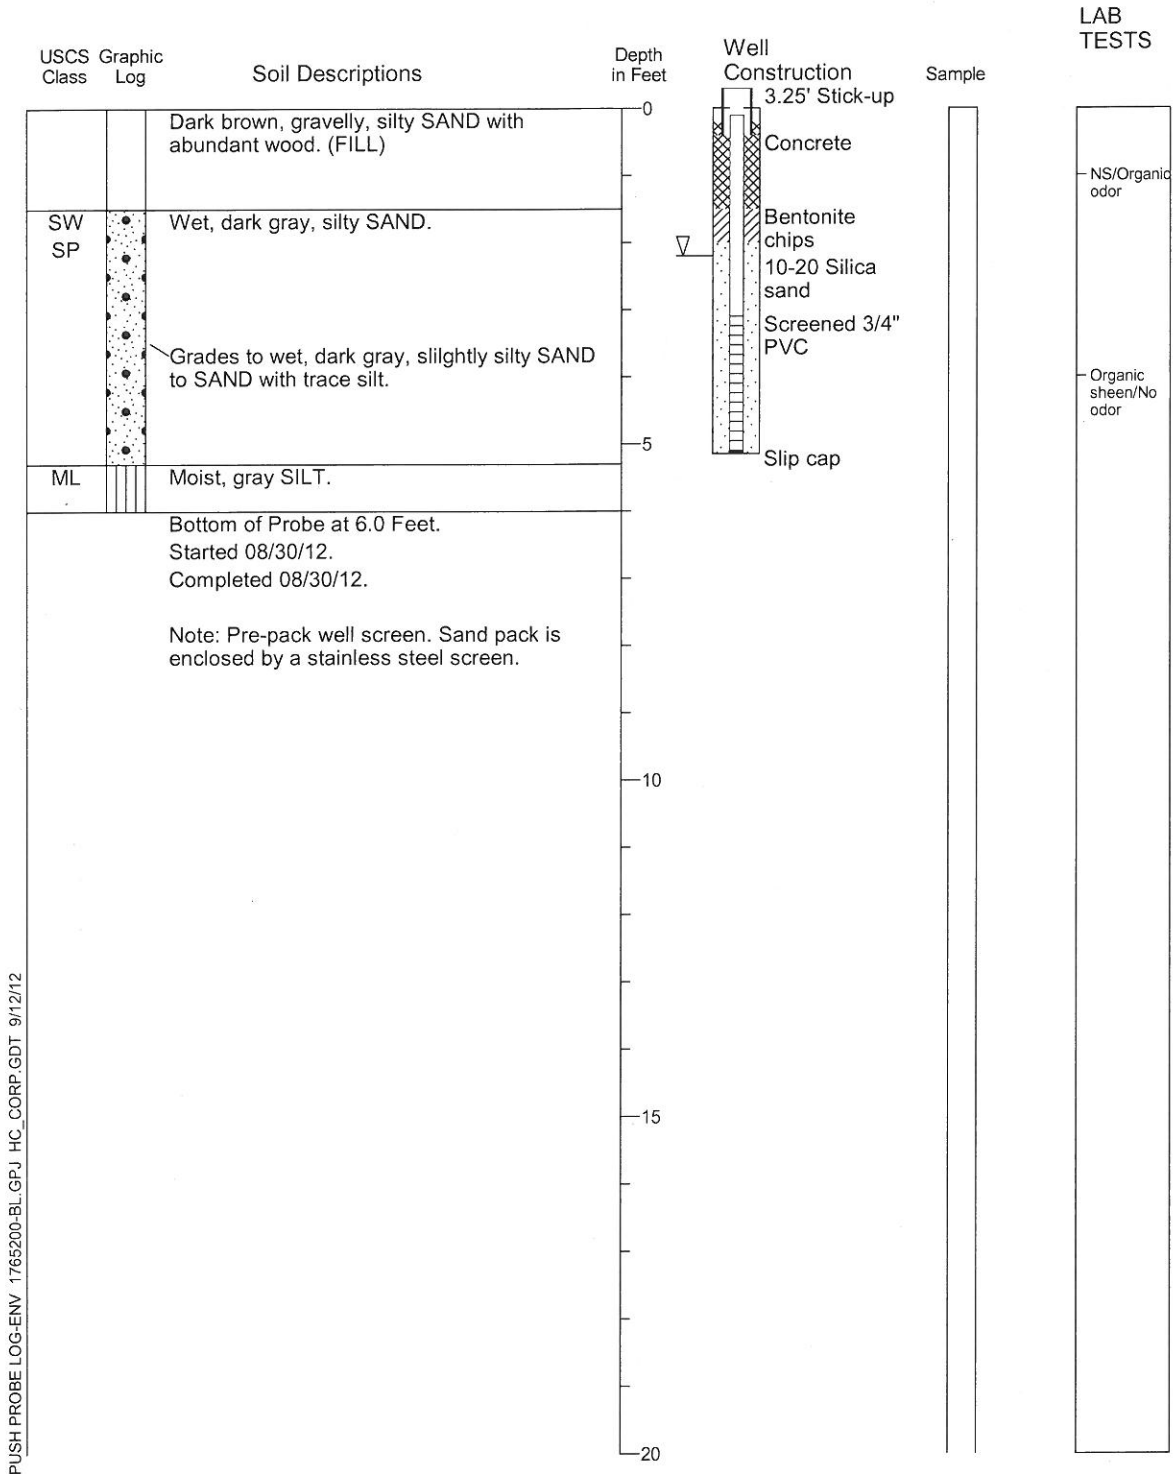 LAB
TESTS
USCS Graphic
Class Log
Soil Descriptions
Depth
in Feet
Well
Construction
Sample
3.25' Stick-up
0
Dark brown, gravelly, silty SAND with
abundant wood. (FILL)
Concrete
NS/Organic
odor
SW
SP
Wet, dark gray, silty SAND.
Bentonite
chips
10-20 Silica
sand
Screened 3/4"
PVC
Grades to wet, dark gray, slilghtly silty SAND
to SAND with trace silt.
Organic
sheen/No
odor
5
Slip cap
ML
Moist, gray SILT.
Bottom of Probe at 6.0 Feet.
Started 08/30/12.
Completed 08/30/12.
Note: Pre-pack well screen. Sand pack is
enclosed by a stainless steel screen.
10
15
20
PUSH PROBE LOG-ENV 1765200-BL.GPJ HC_CORP.GDT 9/12/12